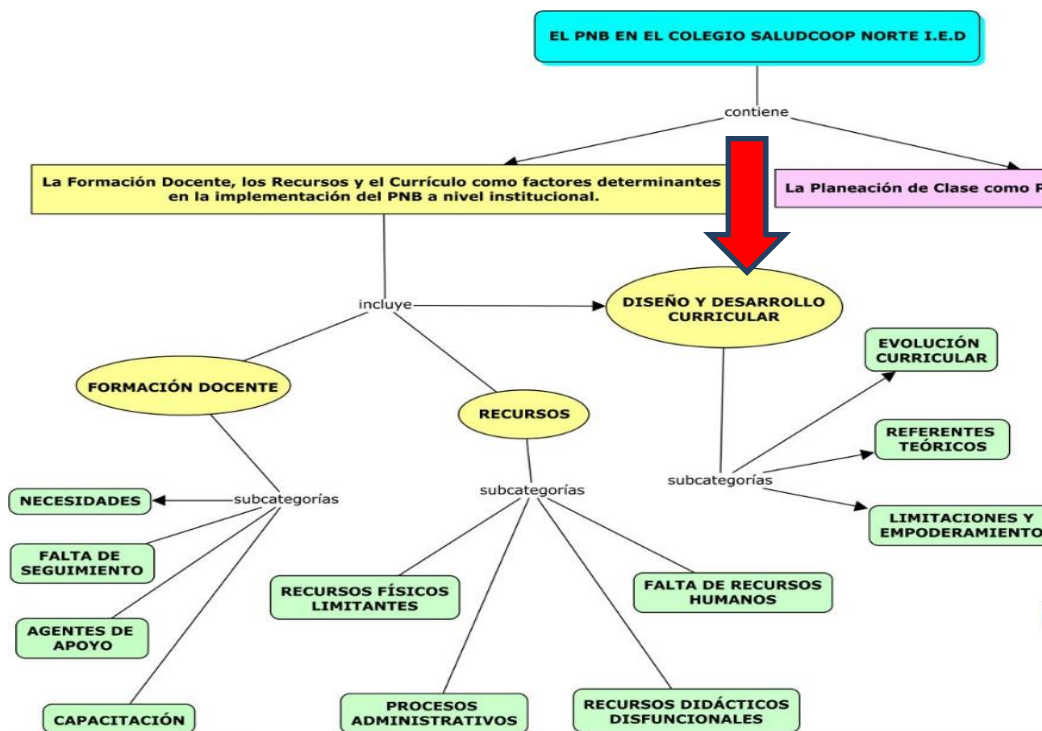 EL PNB EN EL COLEGIO SALUDCOOP NORTE I.E.D
contiene
La Formación Docente, los Recursos y el Currículo como factores determinantes
en la implementación del PNB a nivel institucional.
La Planeación de Clase como P
incluye
DISEÑO Y DESARROLLO
CURRICULAR
FORMACIÓN DOCENTE
RECURSOS
EVOLUCIÓN
CURRICULAR
REFERENTES
TEÓRICOS
LIMITACIONES Y
EMPODERAMIENTO
subcategorías
subcategorías
subcategorías
NECESIDADES
FALTA DE
SEGUIMIENTO
AGENTES DE
APOYO
CAPACITACIÓN
RECURSOS FÍSICOS
LIMITANTES
FALTA DE RECURSOS
HUMANOS
PROCESOS
ADMINISTRATIVOS
RECURSOS DIDÁCTICOS
DISFUNCIONALES